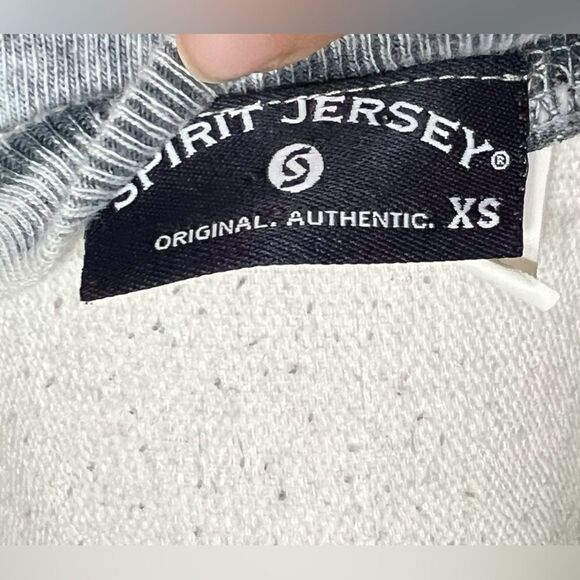 SPIRIT JERSEY®
ORIGINAL. AUTHENTIC. XS